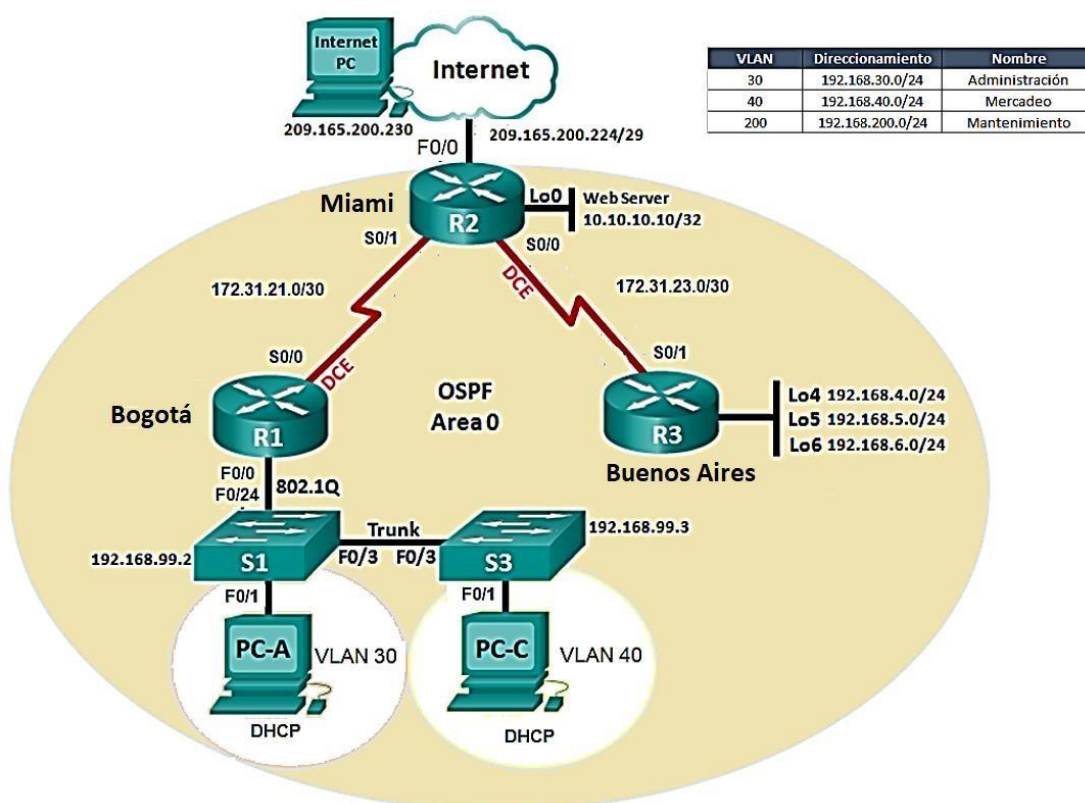 Internet
PC
Internet
209.165.200.230
209.165.200.224/29
F0/0
VLAN Direccionamiento Nombre
30 192.168.30.0/24 Administración
40 192.168.40.0/24 Mercadeo
200 192.168.200.0/24 Mantenimiento
Miami
R2
Lo0
Web Server
10.10.10.10/32
S0/1
S0/0
DCE
172.31.21.0/30
172.31.23.0/30
S0/0
DCE
S0/1
Bogotá
R1
OSPF
Area 0
R3
Buenos Aires
Lo4 192.168.4.0/24
Lo5 192.168.5.0/24
Lo6 192.168.6.0/24
F0/0
F0/24
802.1Q
192.168.99.2
S1
Trunk
F0/3
F0/3
S3
192.168.99.3
F0/1
F0/1
PC-A
VLAN 30
DHCP
PC-C
VLAN 40
DHCP